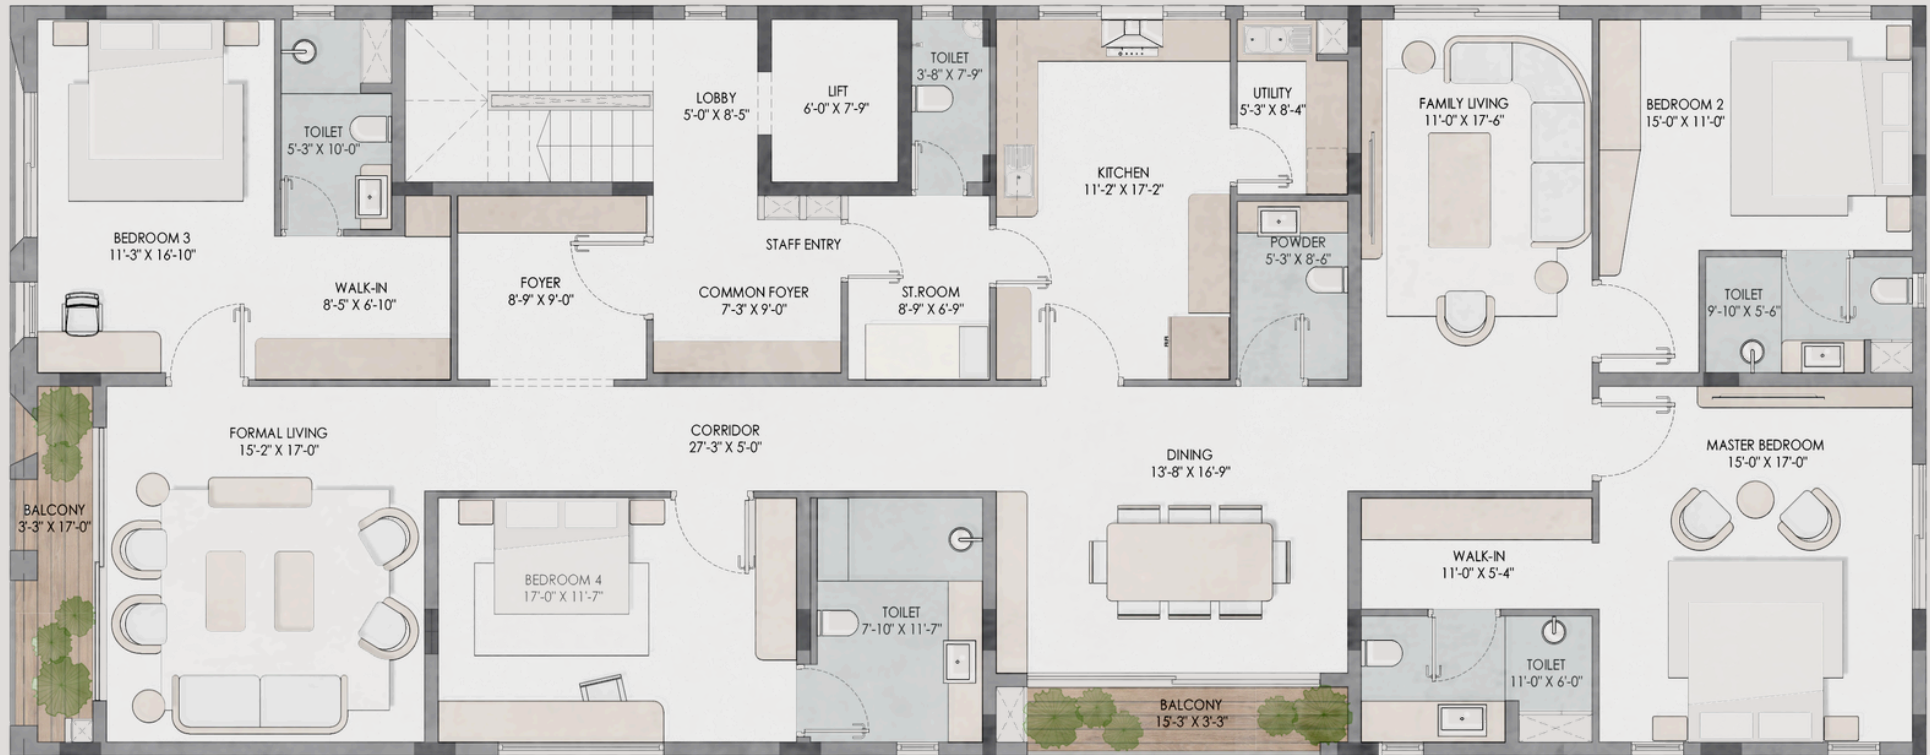 TOILET
3'-8" X 7'-9"
LIFT
6'-0" X 7'-9"
LOBBY
5'-0" X 8'-5"
UTILITY
5'-3" X 8'-4"
FAMILY LIVING
11'-0" X 17'-6"
BEDROOM 2
15'-0" X 11'-0"
TOILET
5'-3" X 10'-0"
KITCHEN
11'-2" X 17'-2"
BEDROOM 3
11'-3" X 16'-10"
STAFF ENTRY
POWDER
5'-3" X 8'-6"
WALK-IN
8'-5" X 6'-10"
FOYER
8'-9" X 9'-0"
COMMON FOYER
7'-3" X 9'-0"
ST.ROOM
8'-9" X 6'-9"
TOILET
9'-10" X 5'-6"
FORMAL LIVING
15'-2" X 17'-0"
CORRIDOR
27'-3" X 5'-0"
DINING
13'-8" X 16'-9"
MASTER BEDROOM
15'-0" X 17'-0"
BALCONY
3'-3" X 17'-0"
BEDROOM 4
17'-0" X 11'-7"
WALK-IN
11'-0" X 5'-4"
TOILET
7'-10" X 11'-7"
TOILET
11'-0" X 6'-0"
BALCONY
15'-3" X 3'-3"